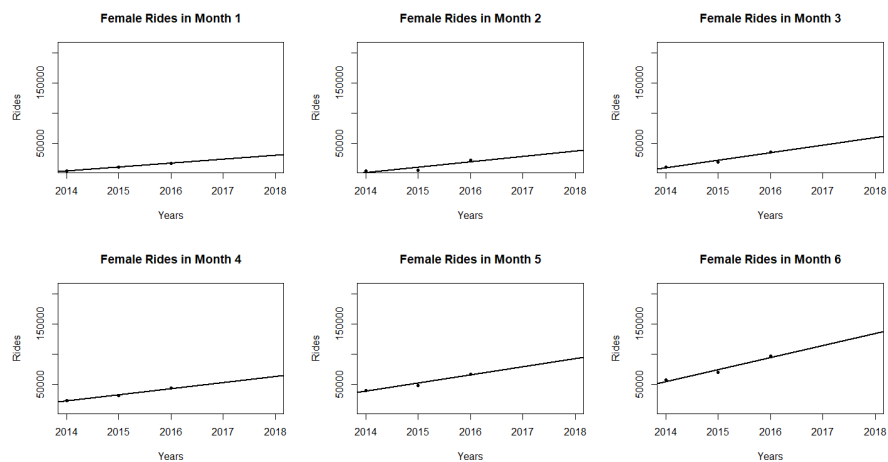 Female Rides in Month 1
Rides
50000
150000
2014 2015 2016 2017 2018
Years
Female Rides in Month 2
Rides
50000
150000
2014 2015 2016 2017 2018
Years
Female Rides in Month 3
Rides
50000
150000
2014 2015 2016 2017 2018
Years
Female Rides in Month 4
Rides
50000
150000
2014 2015 2016 2017 2018
Years
Female Rides in Month 5
Rides
50000
150000
2014 2015 2016 2017 2018
Years
Female Rides in Month 6
Rides
50000
150000
2014 2015 2016 2017 2018
Years